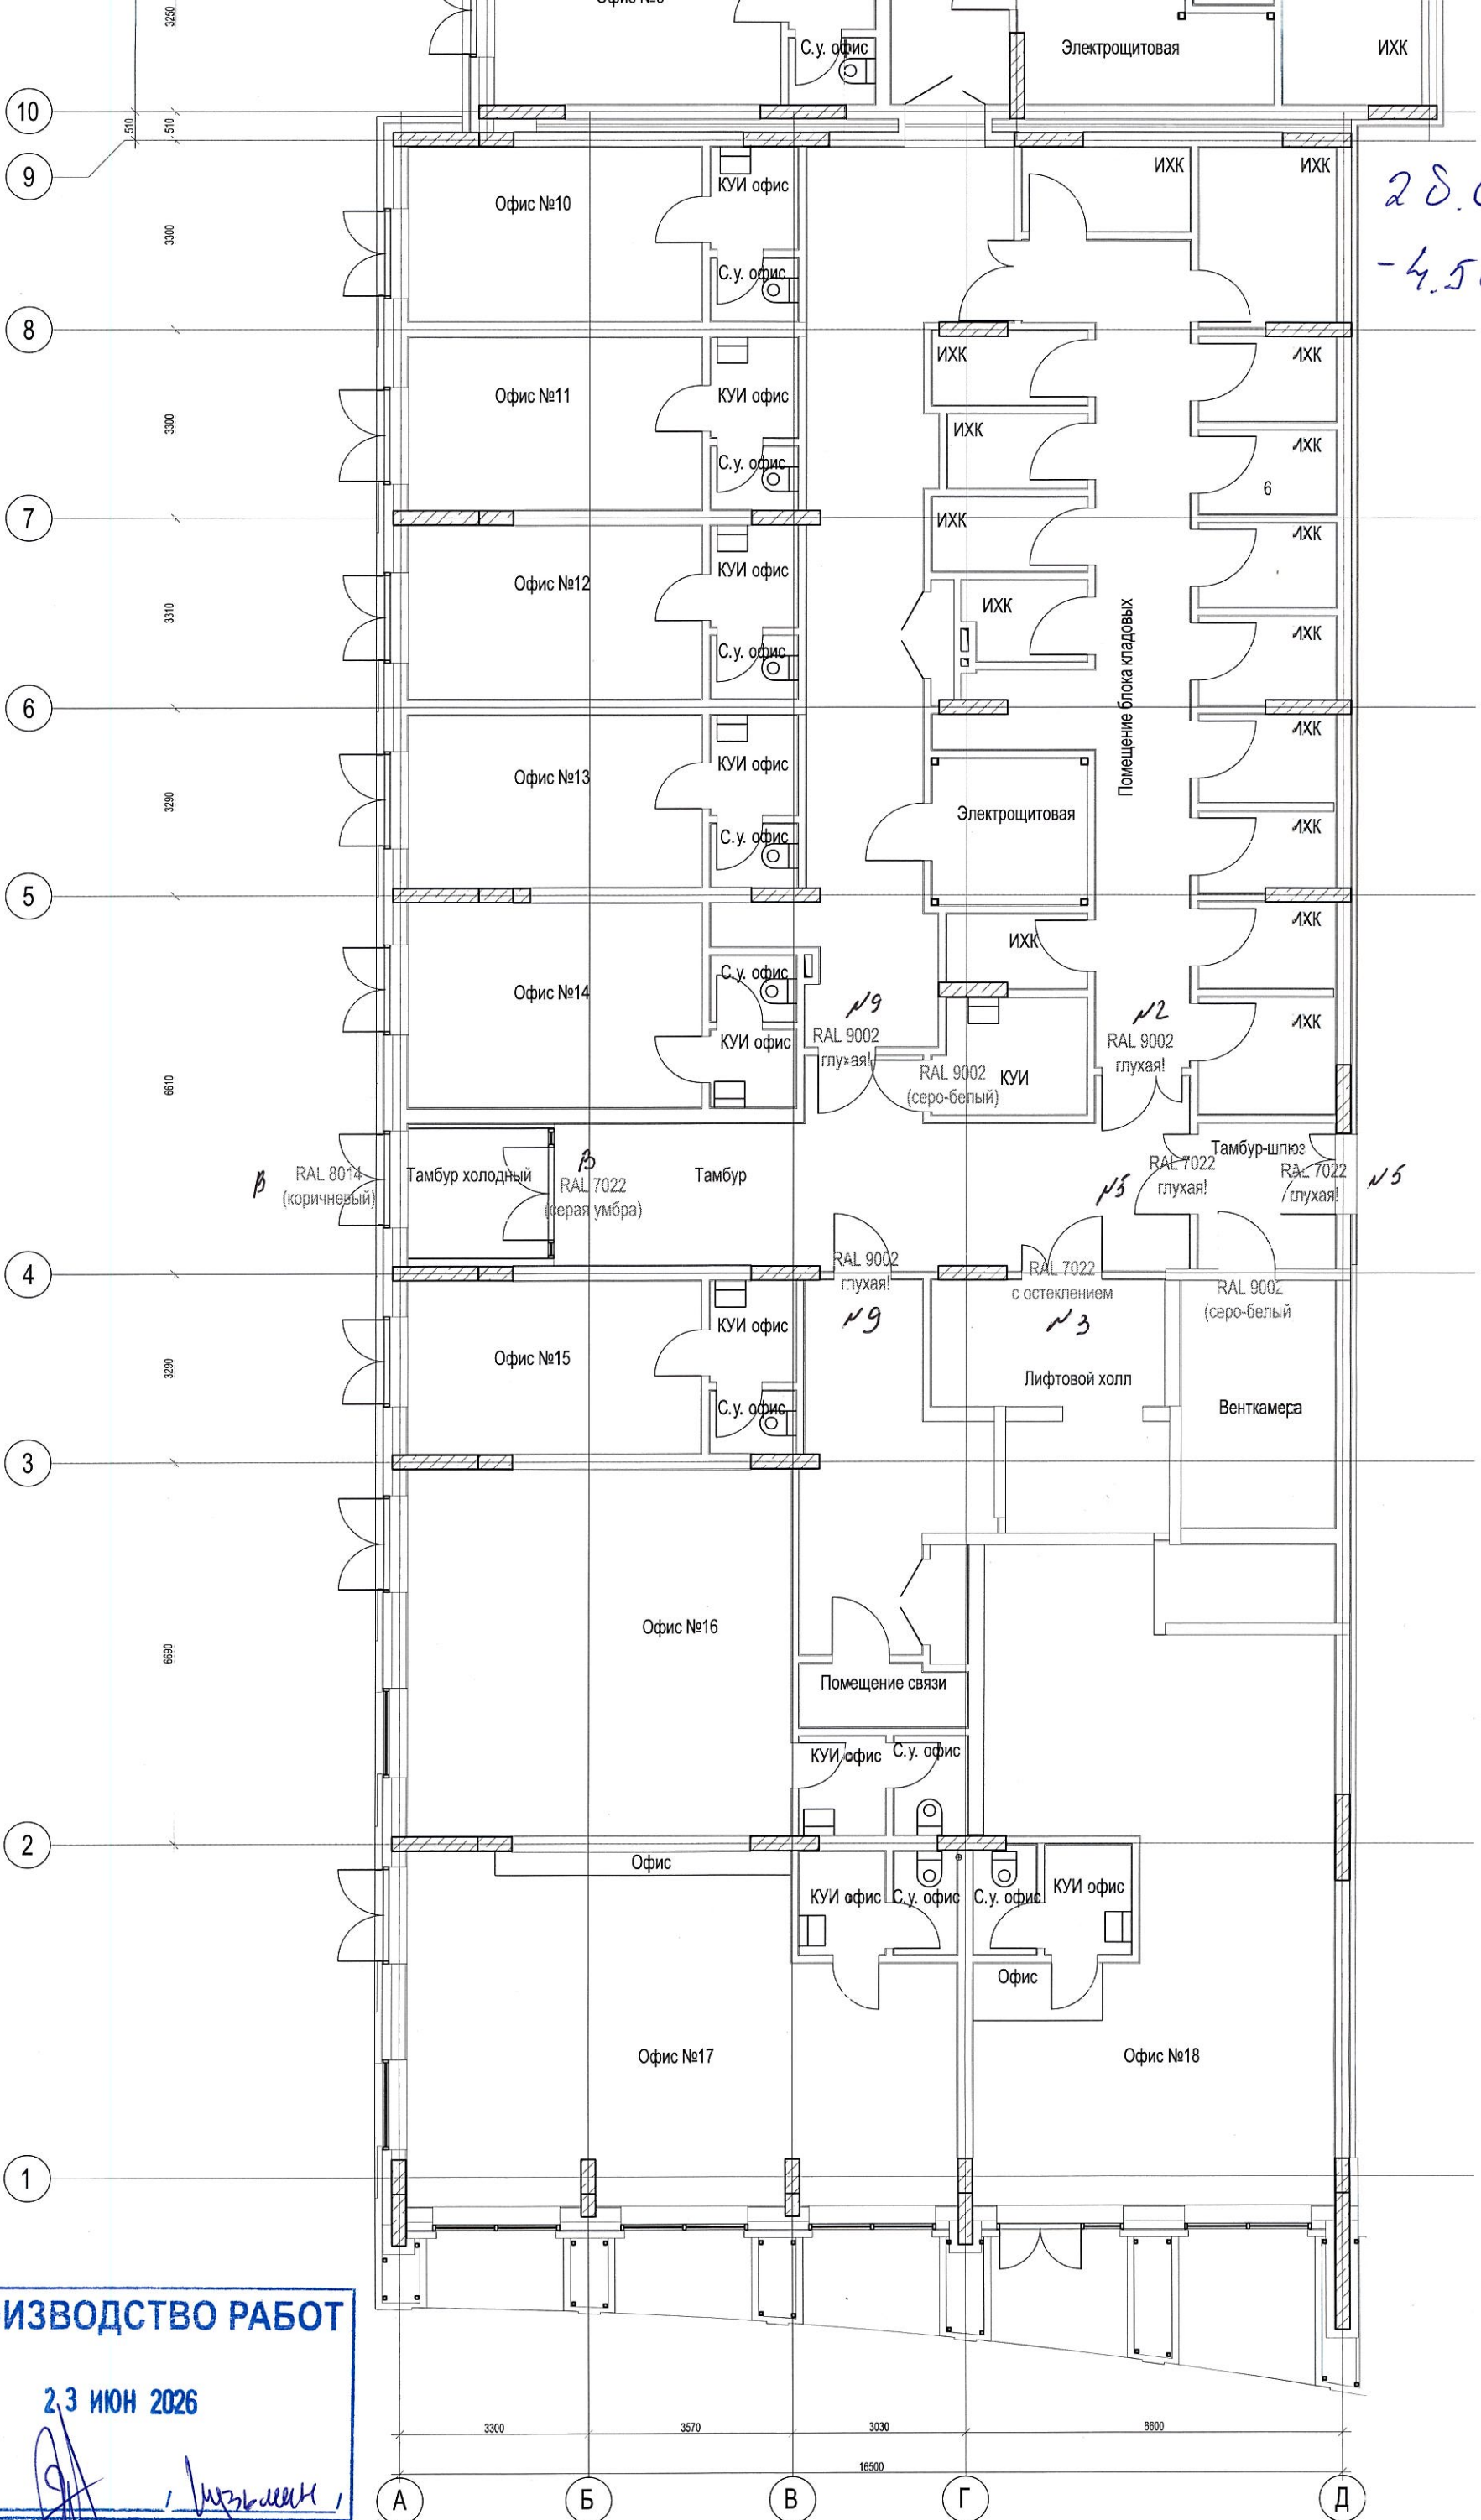 3250
С.у. офис
Электрощитовая
ИХК
10
510
510
9
Офис №10
КУИ офис
ИХК
ИХК
3300
С.у. офис
8
ИХК
ИХК
Офис №11
КУИ офис
3300
ИХК
ИХК
С.у. офис
6
7
ИХК
ИХК
Офис №12
КУИ офис
3310
ИХК
ИХК
С.у. офис
Помещение блока кладовых
6
ИХК
Офис №13
КУИ офис
3290
Электрощитовая
ИХК
С.у. офис
5
ИХК
ИХК
С.у. офис
Офис №14
№9
№2
ИХК
RAL 9002
глухая!
RAL 9002
глухая!
КУИ офис
RAL 9002
(серо-белый)
КУИ
6610
Тамбур-шлюз
В
RAL 8014
(коричневый)
Тамбур холодный
В
RAL 7022
(серая умбра)
Тамбур
№5
RAL 7022
глухая!
RAL 7022
глухая!
№5
4
RAL 9002
глухая!
RAL 7022
с остеклением
RAL 9002
(серо-белый
№9
№3
КУИ офис
Офис №15
3290
Лифтовой холл
Венткамера
С.у. офис
3
Офис №16
6690
Помещение связи
КУИ офис
С.у. офис
2
Офис
КУИ офис
С.у. офис
С.у. офис
КУИ офис
Офис
Офис №17
Офис №18
1
ИЗВОДСТВО РАБОТ
23 ИЮН 2026
3300
3570
3030
6600
16500
А
Б
В
Г
Д